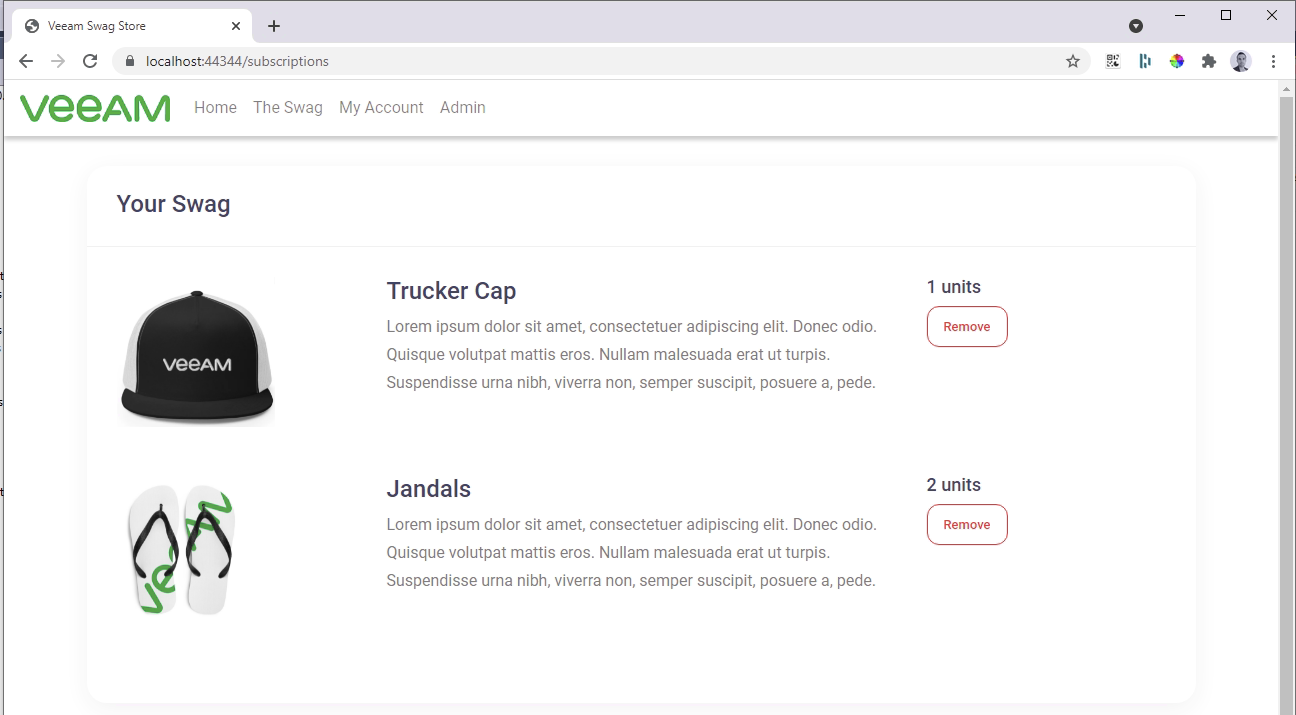 Veeam Swag Store
localhost:44344/subscriptions
veeAM
Home
The Swag
My Account
Admin
Your Swag
Trucker Cap
1 units
Lorem ipsum dolor sit amet, consectetuer adipiscing elit. Donec odio.
Remove
Quisque volutpat mattis eros. Nullam malesuada erat ut turpis.
Suspendisse urna nibh, viverra non, semper suscipit, posuere a, pede.
veeAM
Jandals
2 units
Lorem ipsum dolor sit amet, consectetuer adipiscing elit. Donec odio.
Remove
Quisque volutpat mattis eros. Nullam malesuada erat ut turpis.
Suspendisse urna nibh, viverra non, semper suscipit, posuere a, pede.